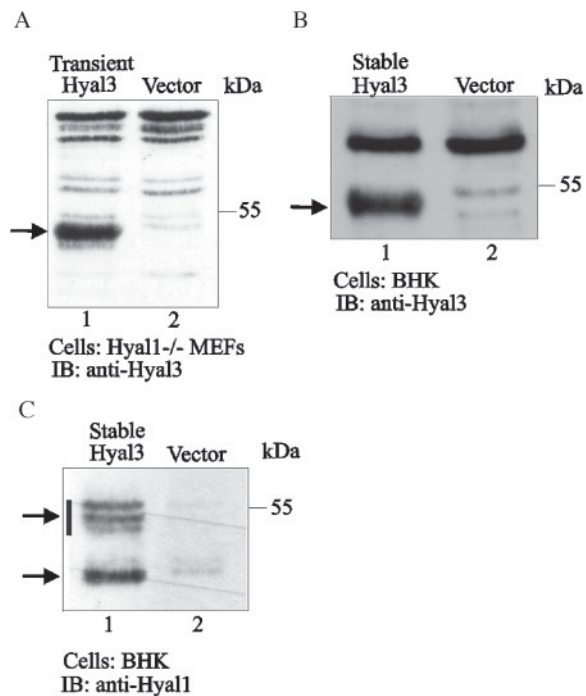 A
Transient
Hyal3 Vector kDa
55
1 2
Cells: Hyal1-/- MEFs
IB: anti-Hyal3
B
Stable
Hyal3 Vector kDa
55
1 2
Cells: BHK
IB: anti-Hyal3
C
Stable
Hyal3 Vector kDa
55
1 2
Cells: BHK
IB: anti-Hyal1